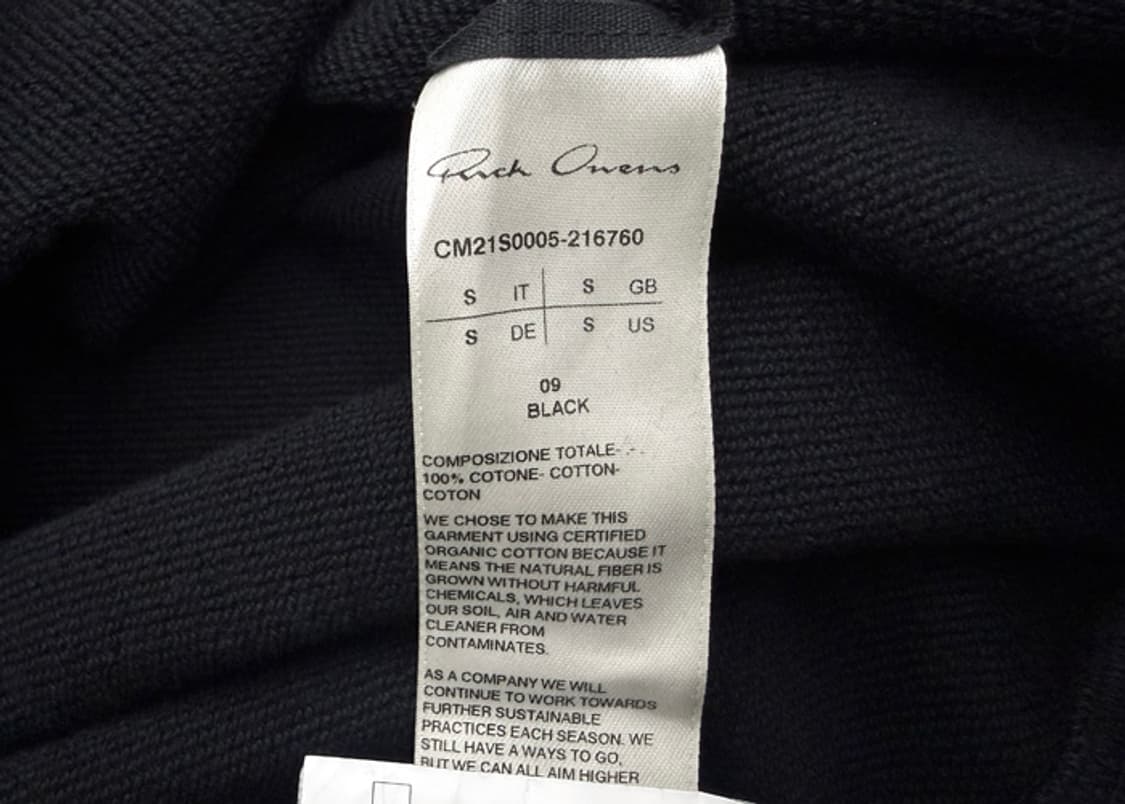 Rick Owens
CM21S0005-216760
S IT S GB
S DE S US
09
BLACK
COMPOSIZIONE TOTALE-
100% COTONE- COTTON-
COTON
WE CHOSE TO MAKE THIS
GARMENT USING CERTIFIED
ORGANIC COTTON BECAUSE IT
MEANS THE NATURAL FIBER IS
GROWN WITHOUT HARMFUL
CHEMICALS, WHICH LEAVES
OUR SOIL, AIR AND WATER
CLEANER FROM
CONTAMINATES.
AS A COMPANY WE WILL
CONTINUE TO WORK TOWARDS
FURTHER SUSTAINABLE
PRACTICES EACH SEASON. WE
STILL HAVE A WAYS TO GO,
BUT WE CAN ALL AIM HIGHER